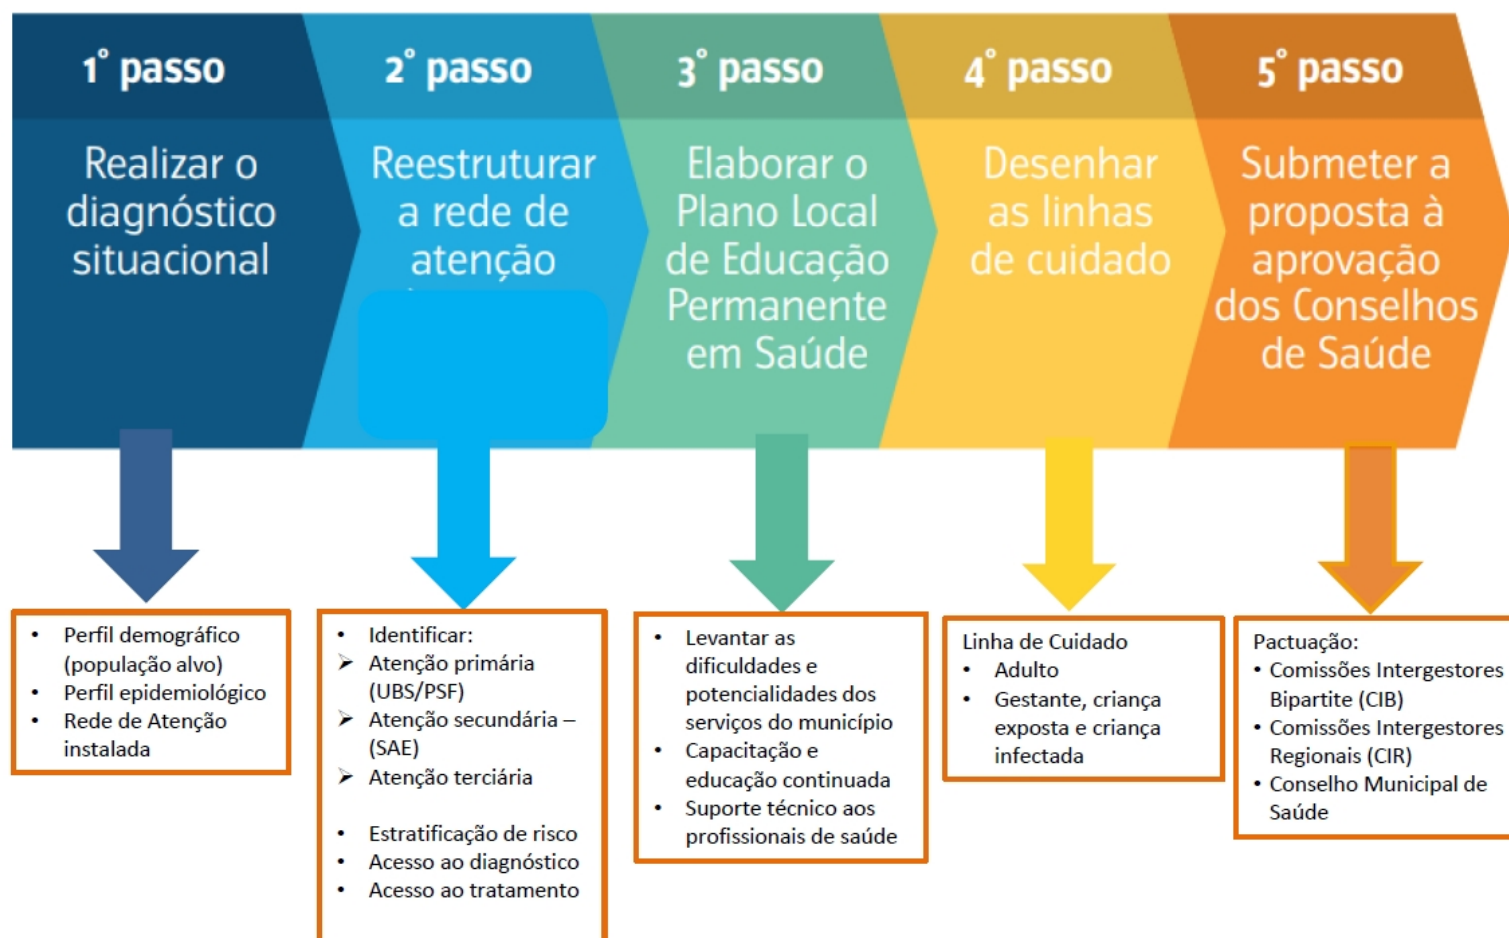 1º passo
Realizar o
diagnóstico
situacional
2º passo
Reestruturar
a rede de
atenção
3º passo
Elaborar o
Plano Local
de Educação
Permanente
em Saúde
4º passo
Desenhar
as linhas
de cuidado
5º passo
Submeter a
proposta à
aprovação
dos Conselhos
de Saúde
• Perfil demográfico
(população alvo)
• Perfil epidemiológico
• Rede de Atenção
instalada
• Identificar:
➢ Atenção primária
(UBS/PSF)
➢ Atenção secundária –
(SAE)
➢ Atenção terciária
• Estratificação de risco
• Acesso ao diagnóstico
• Acesso ao tratamento
• Levantar as
dificuldades e
potencialidades dos
serviços do município
• Capacitação e
educação continuada
• Suporte técnico aos
profissionais de saúde
Linha de Cuidado
• Adulto
• Gestante, criança
exposta e criança
infectada
Pactuação:
• Comissões Intergestores
Bipartite (CIB)
• Comissões Intergestores
Regionais (CIR)
• Conselho Municipal de
Saúde